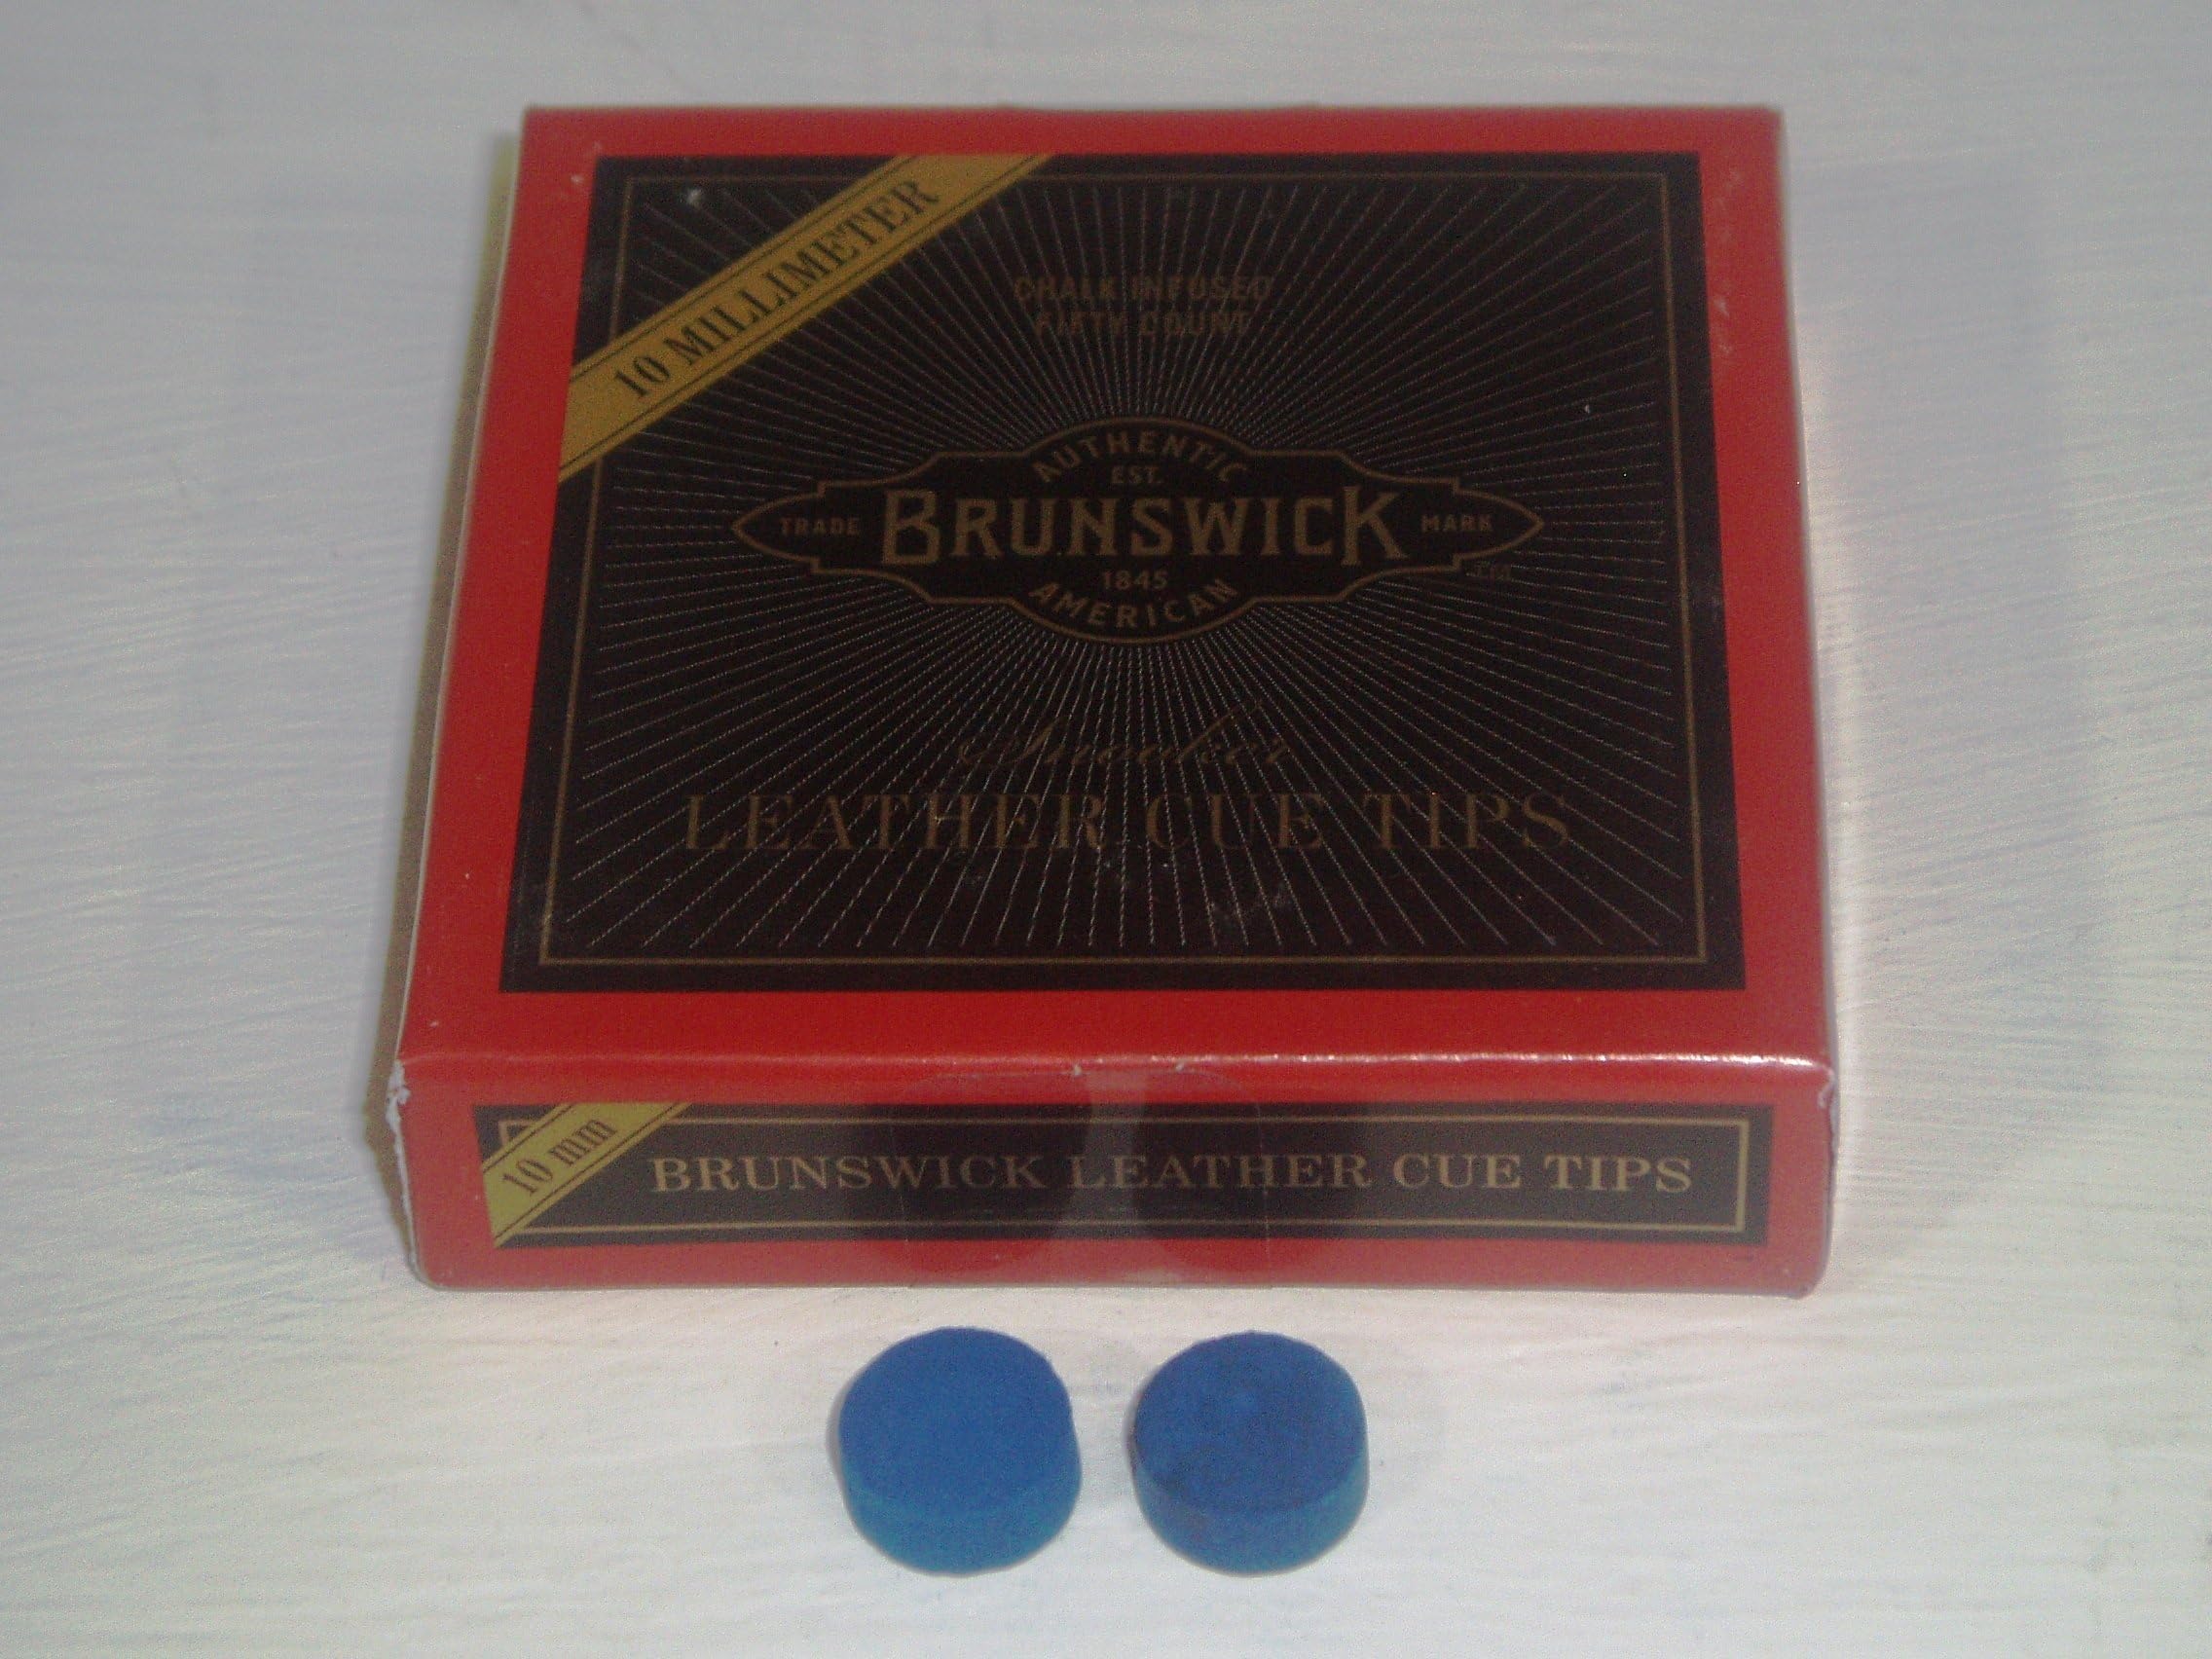 10 MILLIMETER
CHALK INFUSED
FIFTY COUNT
AUTHENTIC
EST.
TRADE BRUNSWICK MARK
1845
AMERICAN
Snooker
LEATHER CUE TIPS
10 mm
BRUNSWICK LEATHER CUE TIPS